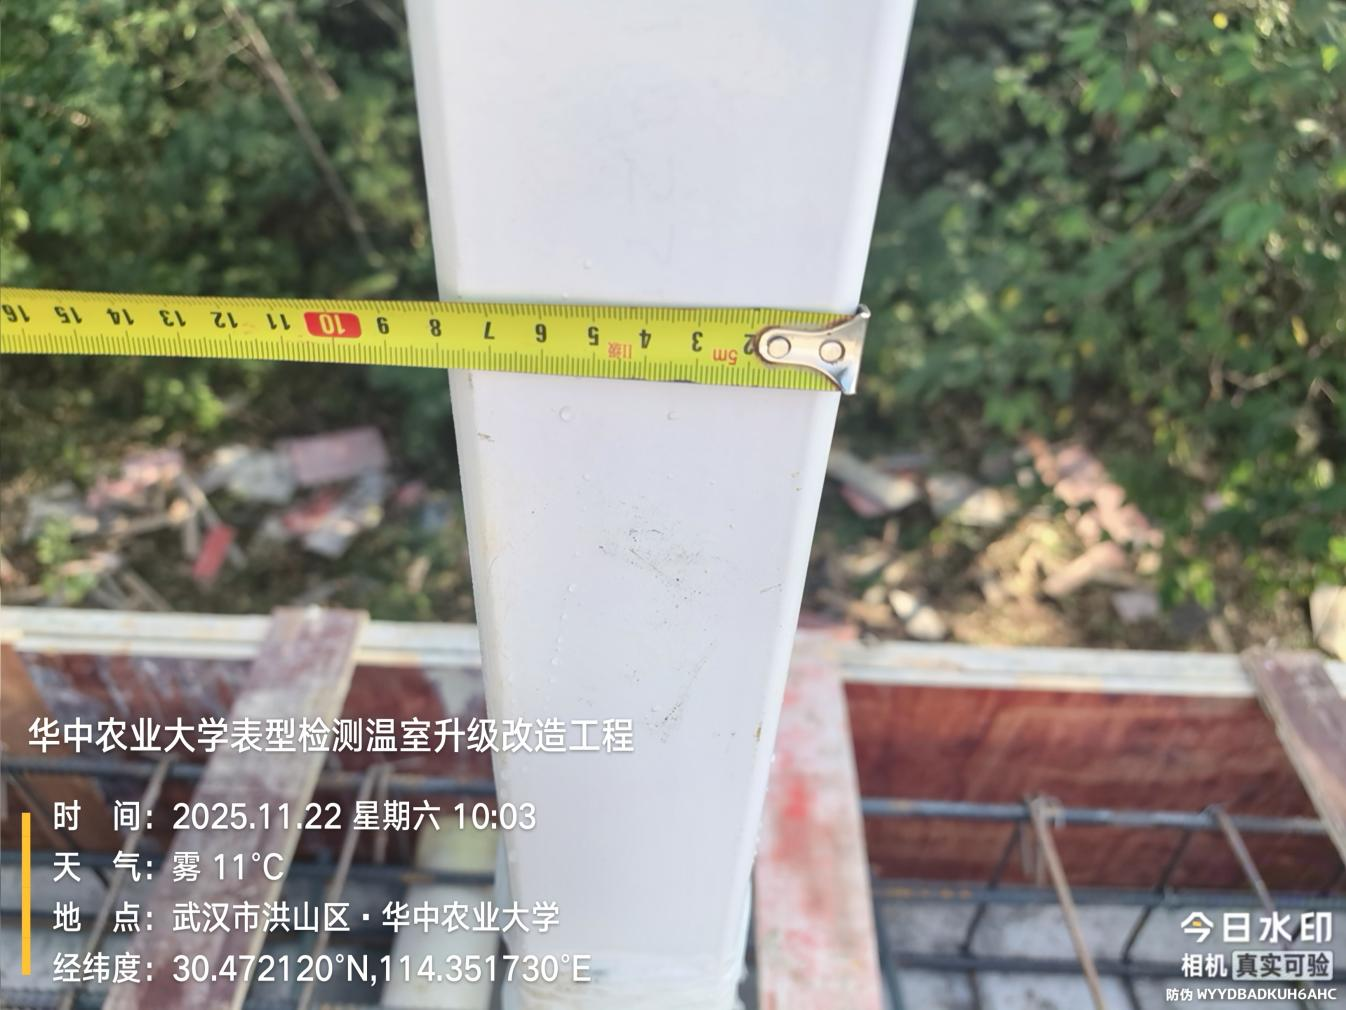 16 15 14 13 12 11 10 9 8 7 6 5 4 3 2
II级 5m
华中农业大学表型检测温室升级改造工程
时 间：2025.11.22 星期六 10:03
天 气：雾 11°C
地 点：武汉市洪山区·华中农业大学
经纬度：30.472120°N,114.351730°E
今日水印
相机 真实可验
防伪 WYYDBADKUH6AHC